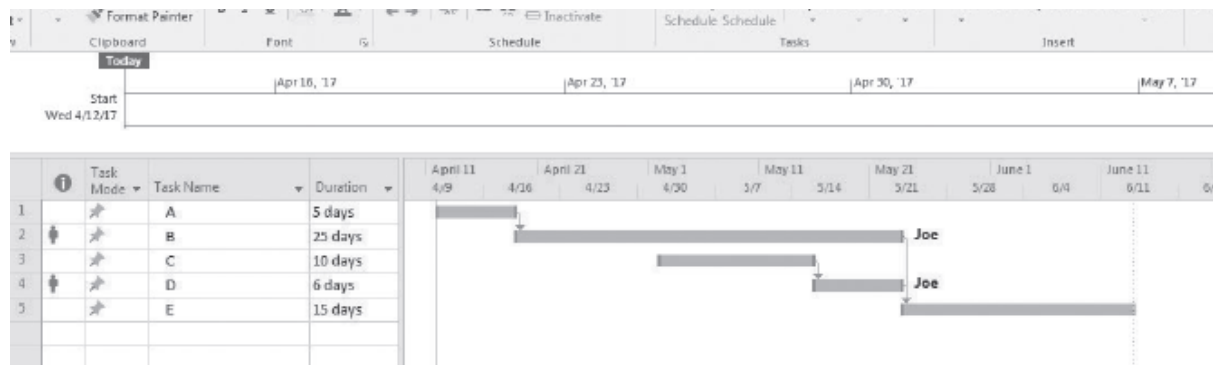 Format Painter
Inactivate
Schedule Schedule
Clipboard Font Schedule Tasks Insert
Today
Apr 16, '17 Apr 23, '17 Apr 30, '17 May 7, '17
Start
Wed 4/12/17
Task Mode Task Name Duration
April 11 April 21 May 1 May 11 May 21 June 1 June 11
4/9 4/16 4/23 4/30 5/7 5/14 5/21 5/28 6/4 6/11
1 A 5 days
2 B 25 days Joe
3 C 10 days
4 D 6 days Joe
5 E 15 days